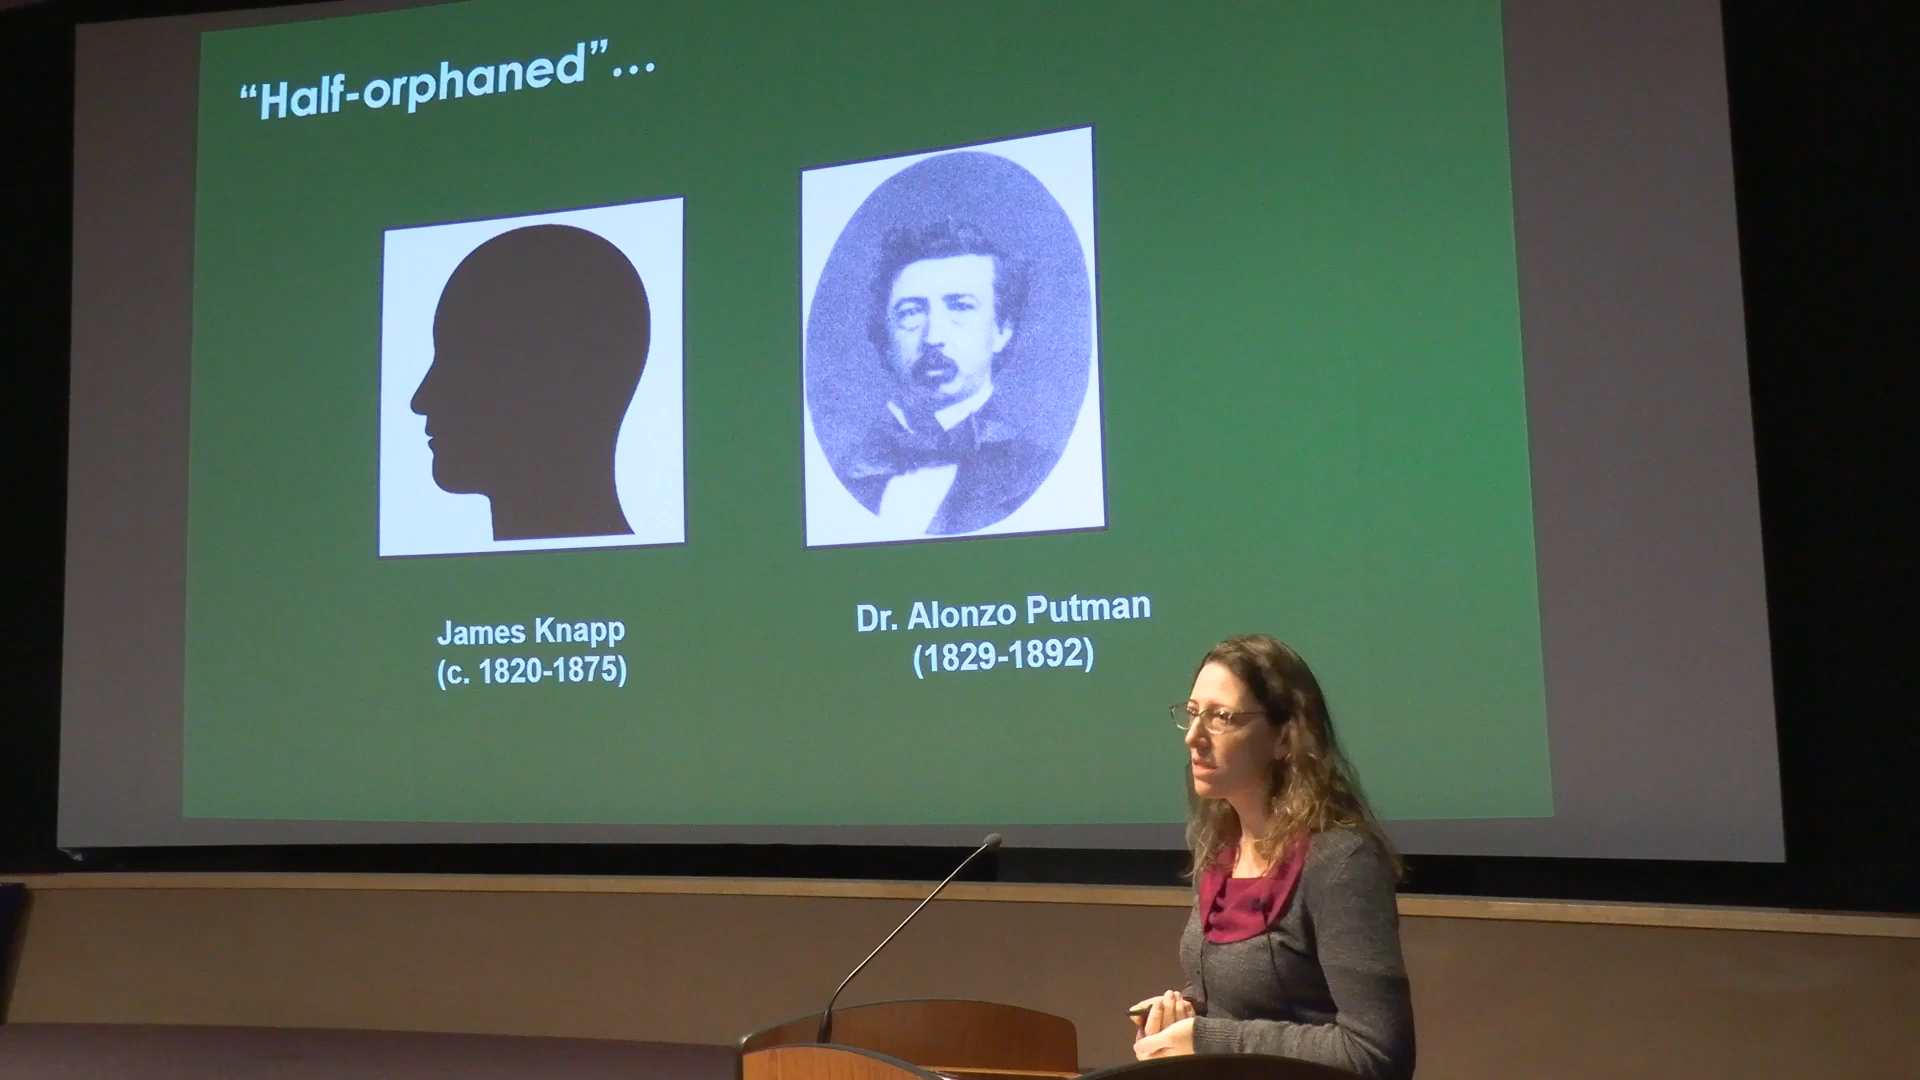 “Half-orphaned”...
James Knapp
(c. 1820-1875)
Dr. Alonzo Putman
(1829-1892)